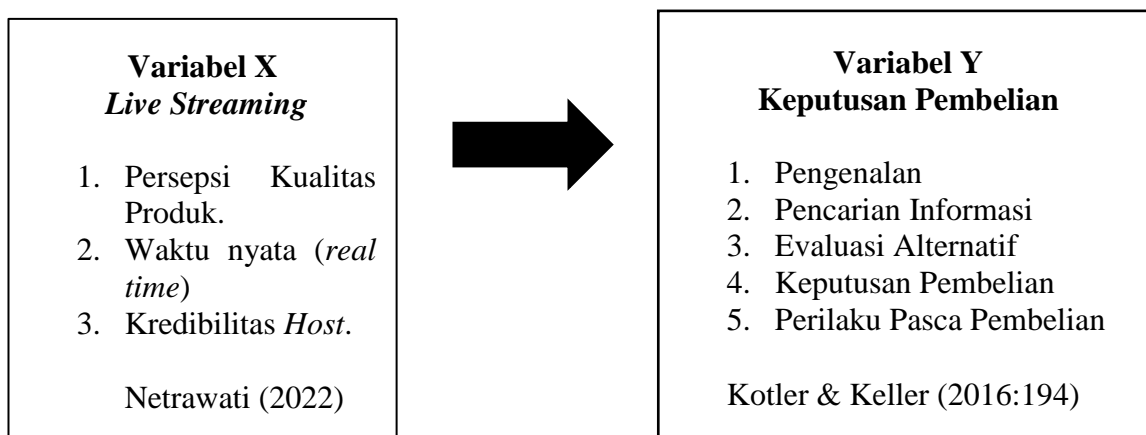 Variabel X
Live Streaming
1. Persepsi Kualitas
Produk.
2. Waktu nyata (real
time)
3. Kredibilitas Host.
Netrawati (2022)
Variabel Y
Keputusan Pembelian
1. Pengenalan
2. Pencarian Informasi
3. Evaluasi Alternatif
4. Keputusan Pembelian
5. Perilaku Pasca Pembelian
Kotler & Keller (2016:194)